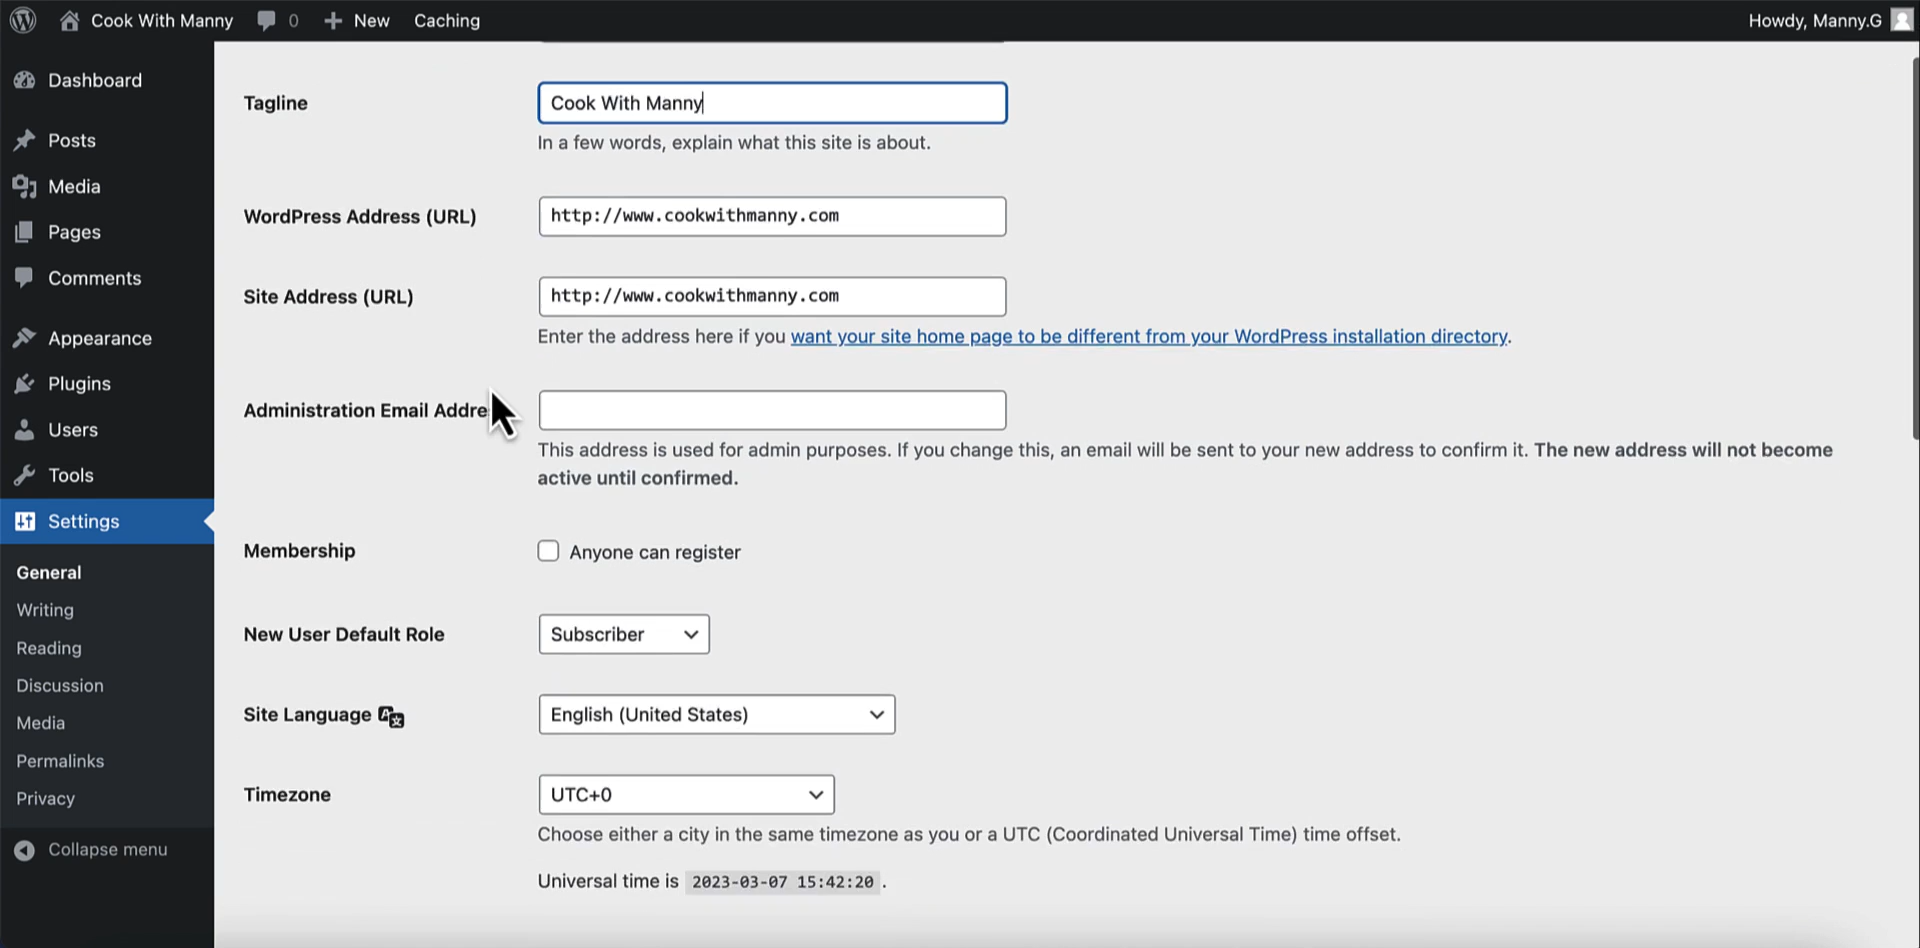 Cook With Manny
0
New
Caching
Howdy, Manny.G
Dashboard
Posts
Media
Pages
Comments
Appearance
Plugins
Users
Tools
Settings
General
Writing
Reading
Discussion
Media
Permalinks
Privacy
Collapse menu
Tagline
Cook With Manny
In a few words, explain what this site is about.
WordPress Address (URL)
http://www.cookwithmanny.com
Site Address (URL)
http://www.cookwithmanny.com
Enter the address here if you want your site home page to be different from your WordPress installation directory.
Administration Email Addre
This address is used for admin purposes. If you change this, an email will be sent to your new address to confirm it. The new address will not become
active until confirmed.
Membership
Anyone can register
New User Default Role
Subscriber
Site Language
English (United States)
Timezone
UTC+0
Choose either a city in the same timezone as you or a UTC (Coordinated Universal Time) time offset.
Universal time is 2023-03-07 15:42:20 .